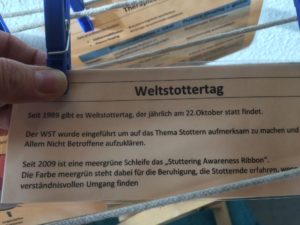 Weltstottertag
Seit 1989 gibt es Weltstottertag, der jährlich am 22.Oktober statt findet.
Der WST wurde eingeführt um auf das Thema Stottern aufmerksam zu machen und
Allem Nicht Betroffene aufzuklären.
Seit 2009 ist eine meergrüne Schleife das „Stuttering Awareness Ribbon“.
Die Farbe meergrün steht dabei für die Beruhigung, die Stotternde erfahren, wenn
verständnisvollen Umgang finden